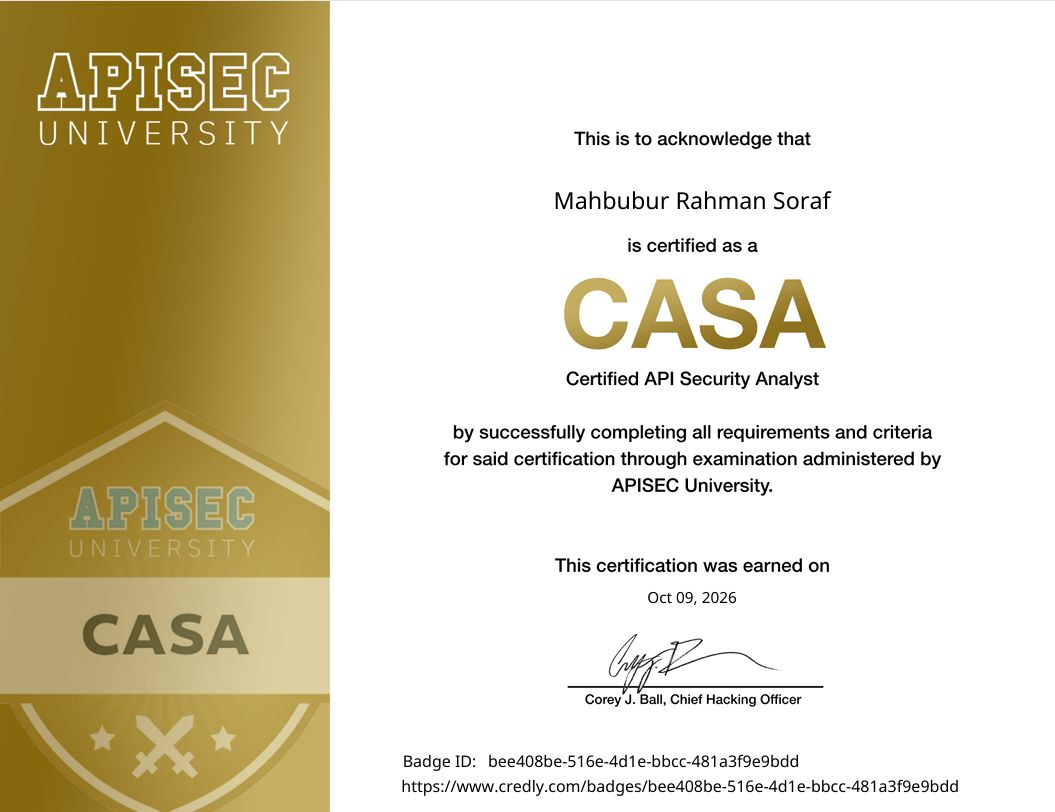 APISEC
UNIVERSITY
This is to acknowledge that
Mahbubur Rahman Soraf
is certified as a
CASA
Certified API Security Analyst
by successfully completing all requirements and criteria
for said certification through examination administered by
APISEC University.
This certification was earned on
Oct 09, 2026
Corey J. Ball, Chief Hacking Officer
Badge ID: bee408be-516e-4d1e-bbcc-481a3f9e9bdd
https://www.credly.com/badges/bee408be-516e-4d1e-bbcc-481a3f9e9bdd
APISEC
UNIVERSITY
CASA